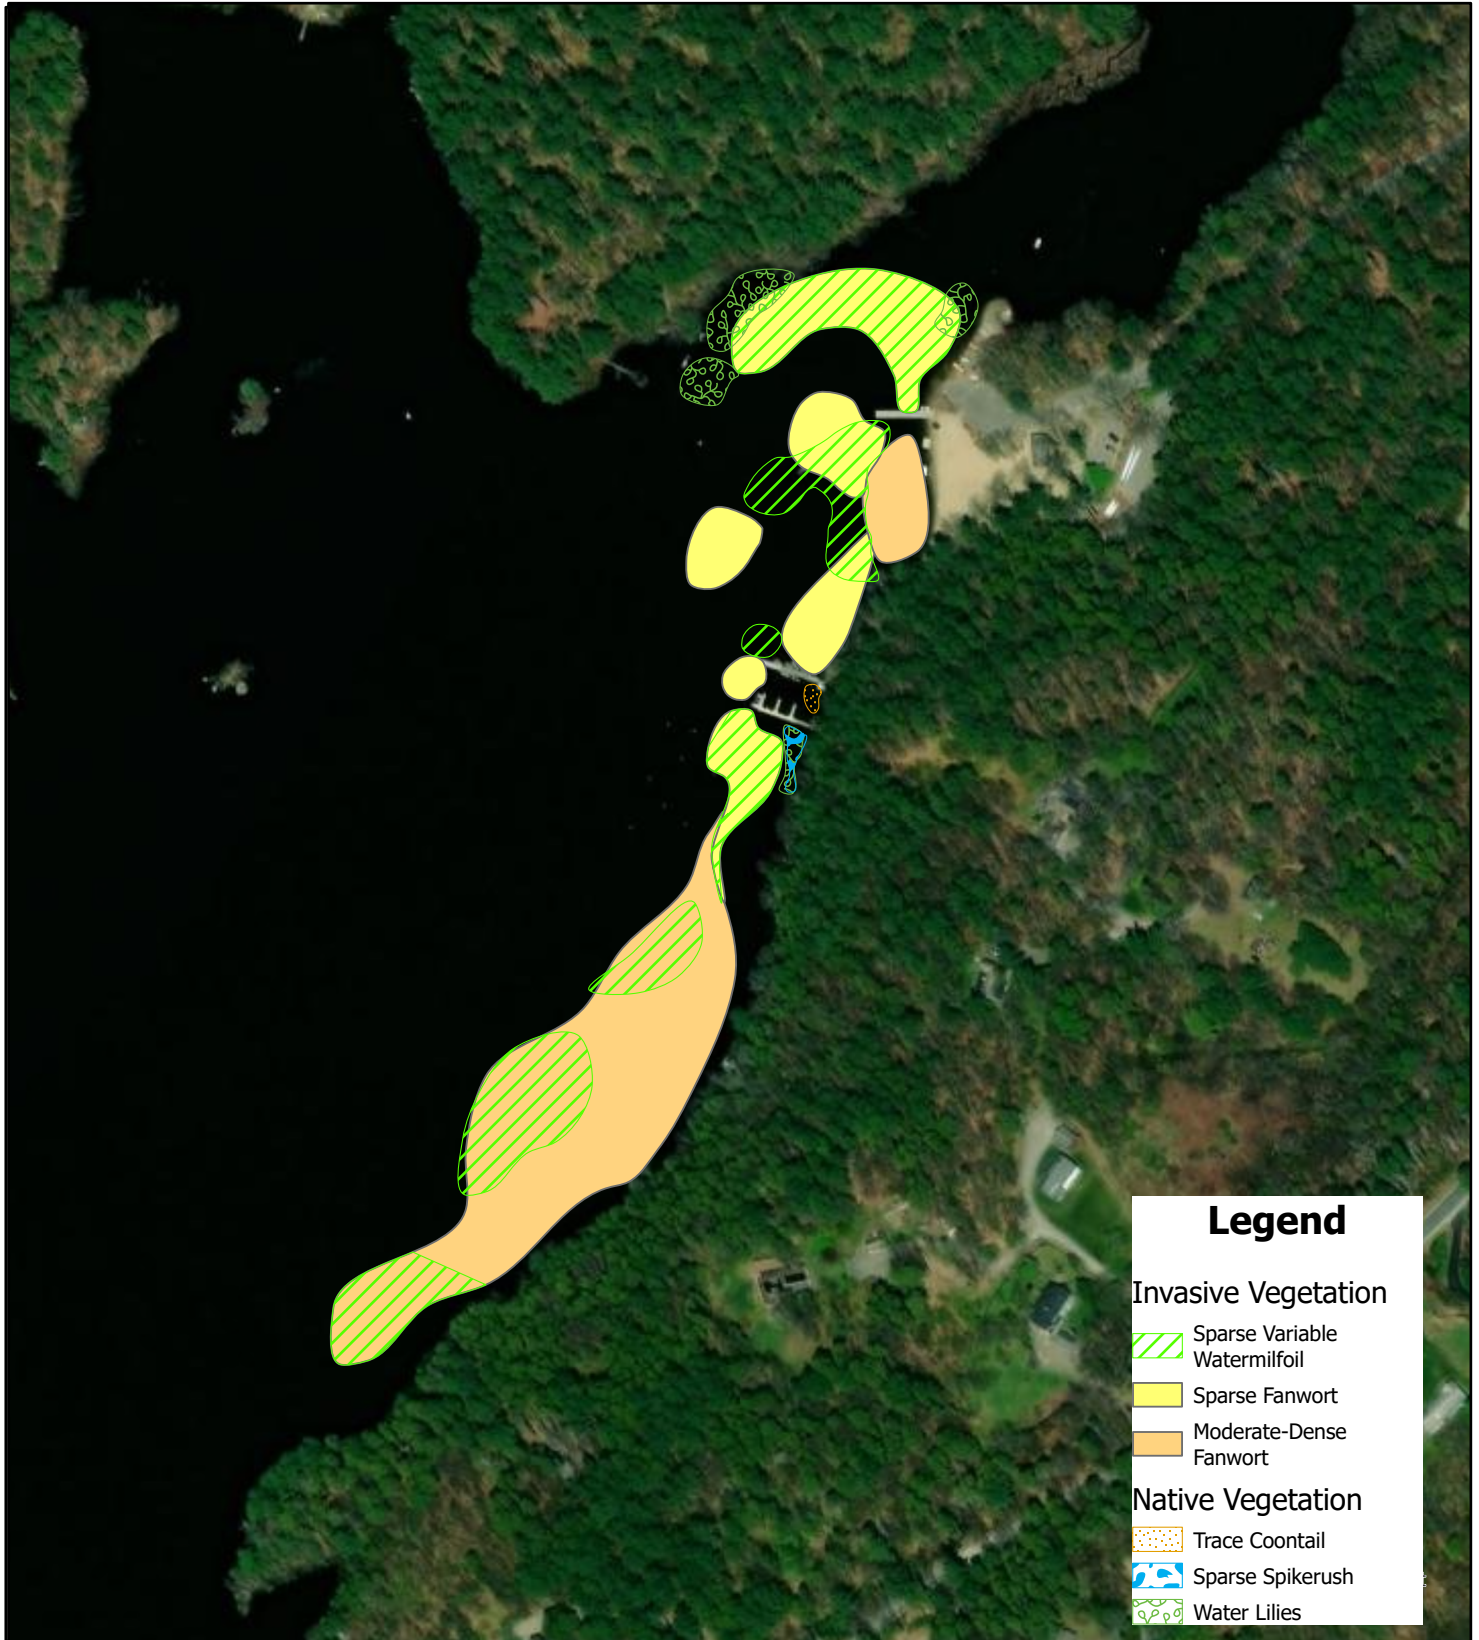 Legend
Invasive Vegetation
Sparse Variable
Watermilfoil
Sparse Fanwort
Moderate-Dense
Fanwort
Native Vegetation
Trace Coontail
Sparse Spikerush
Water Lilies